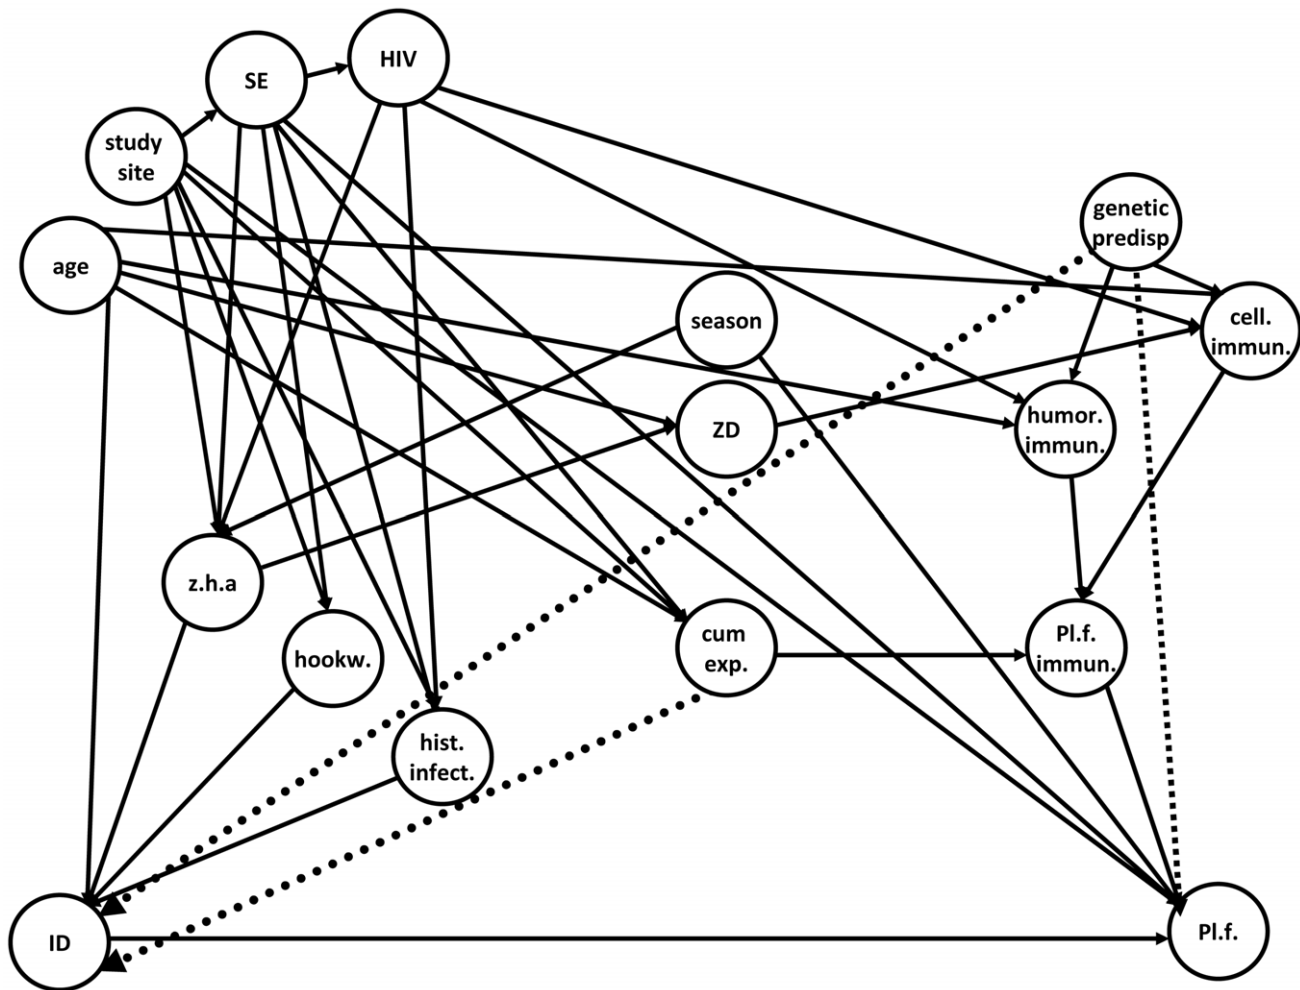 HIV
SE
study
site
genetic
predisp
age
season
cell.
immun.
ZD
humor.
immun.
z.h.a
hookw.
cum
exp.
Pl.f.
immun.
hist.
infect.
ID
Pl.f.